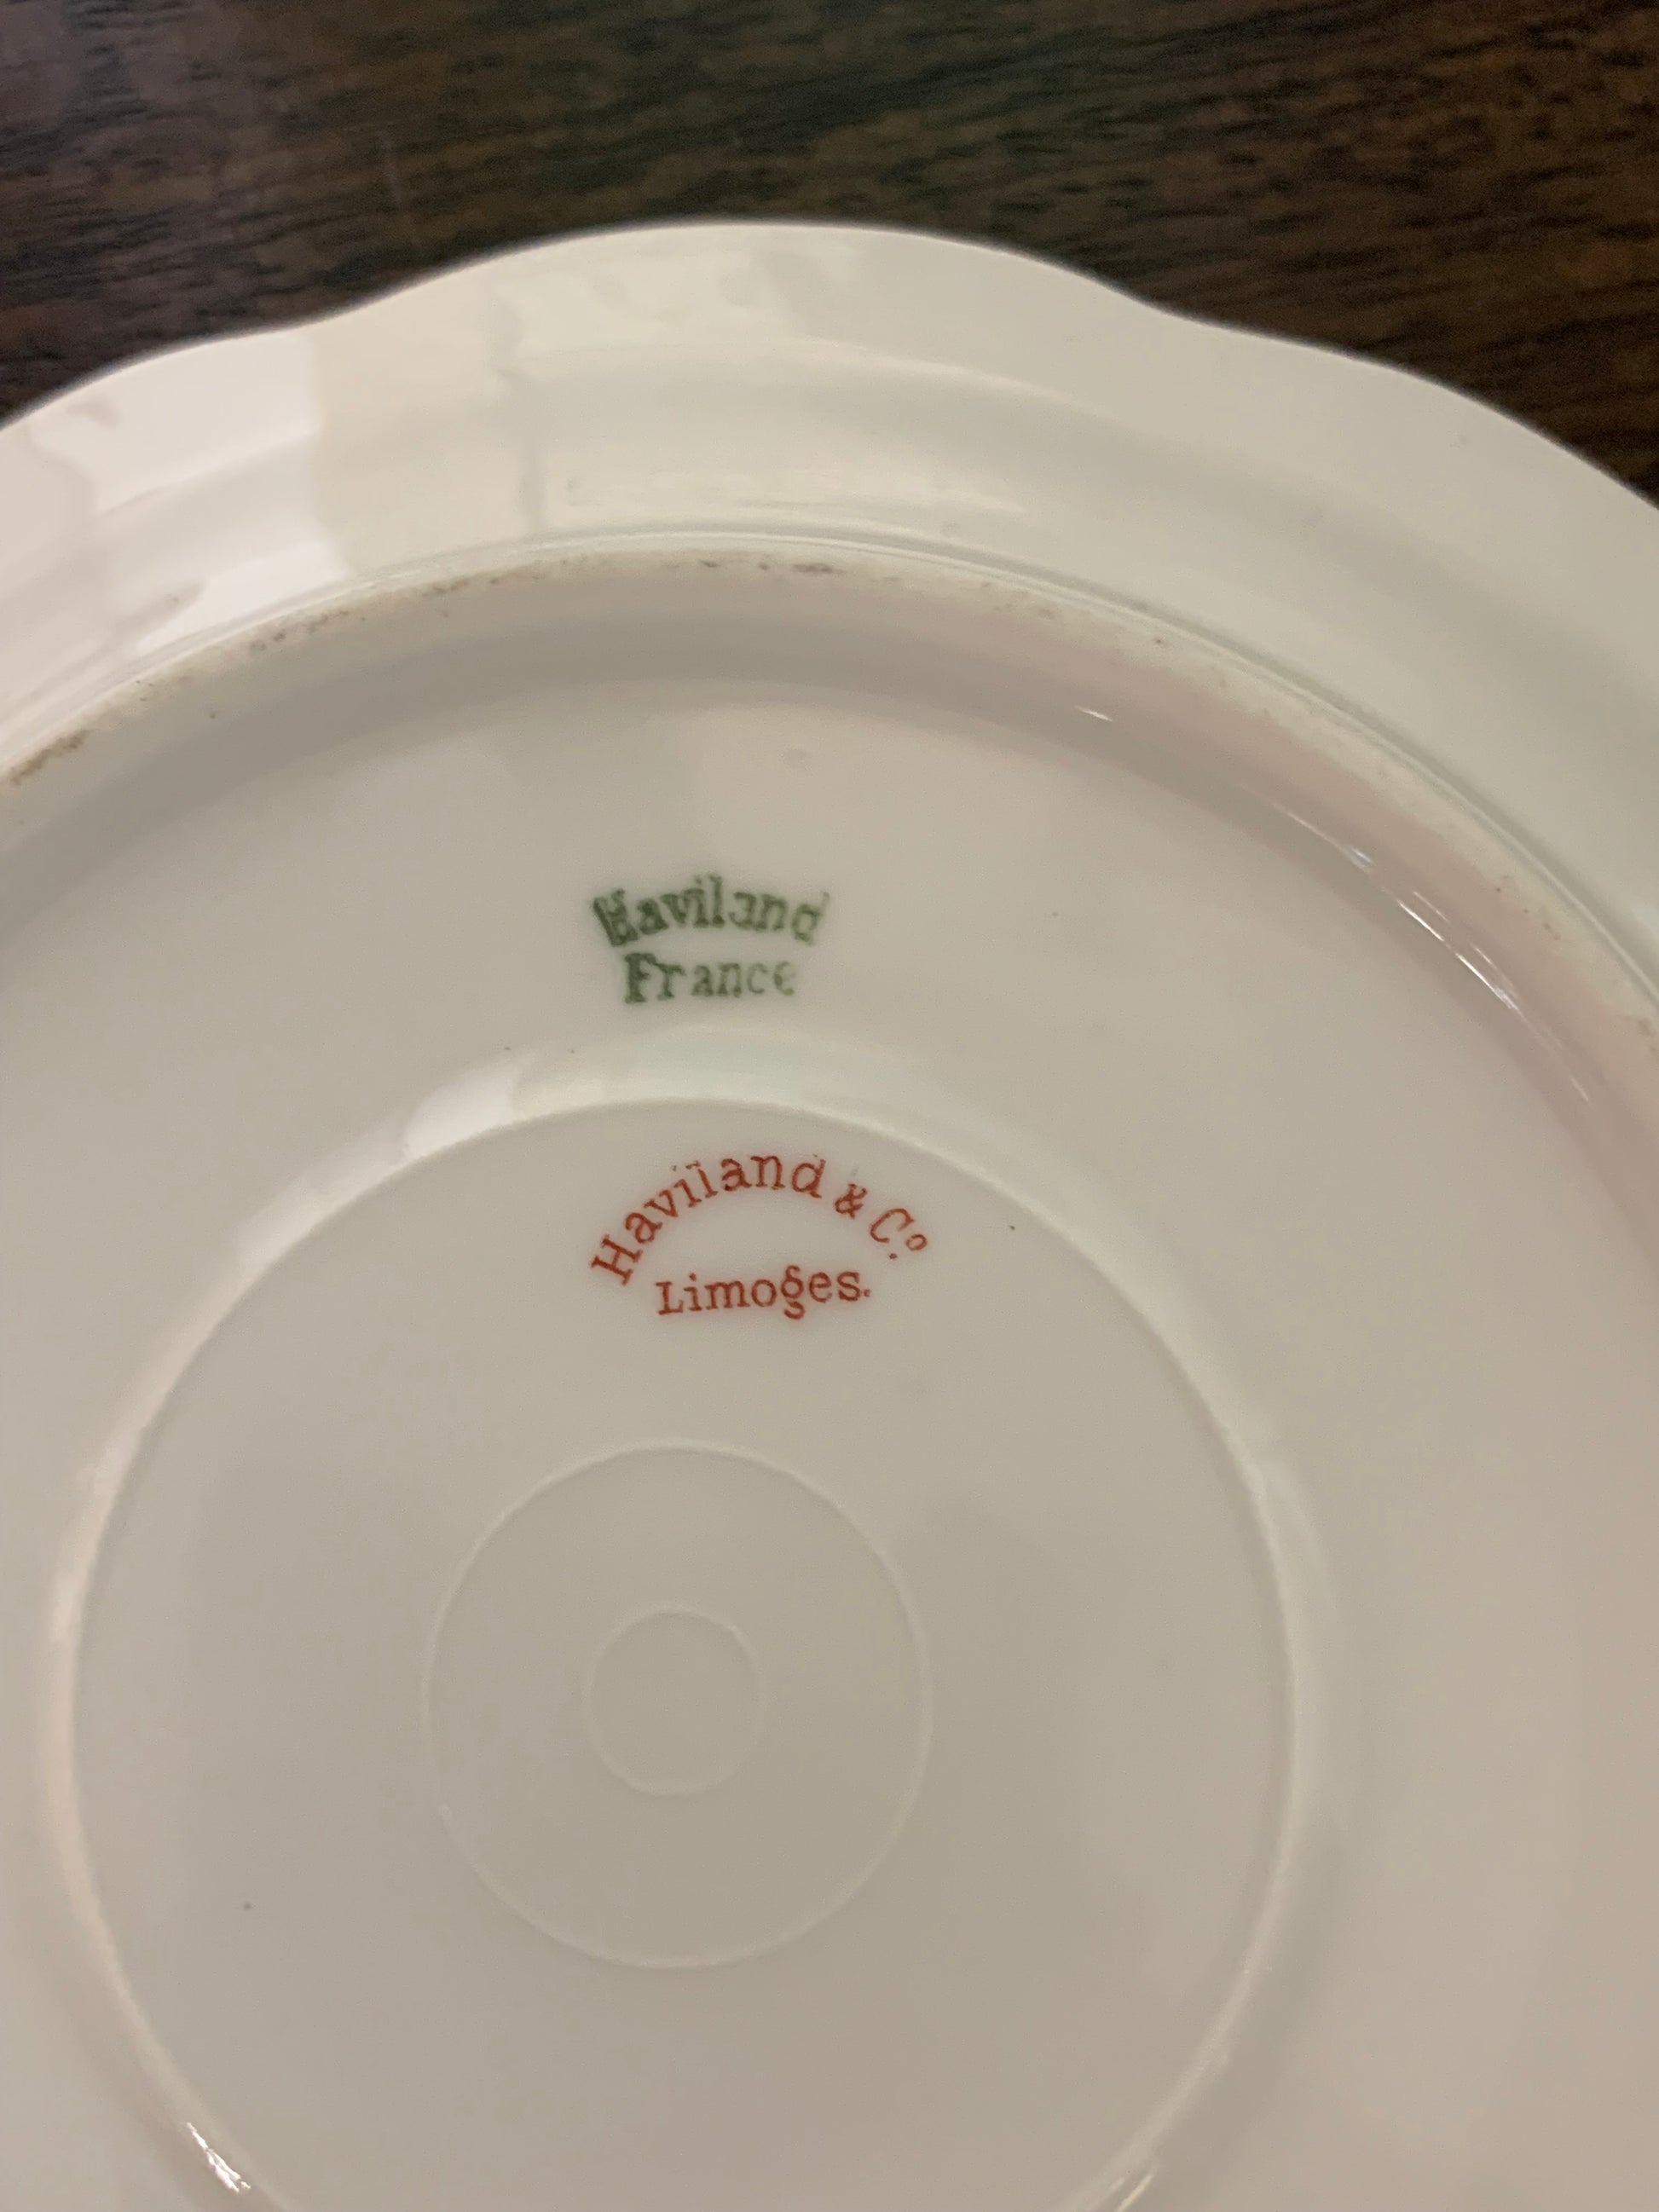 Haviland
France
Haviland & Co.
Limoges.